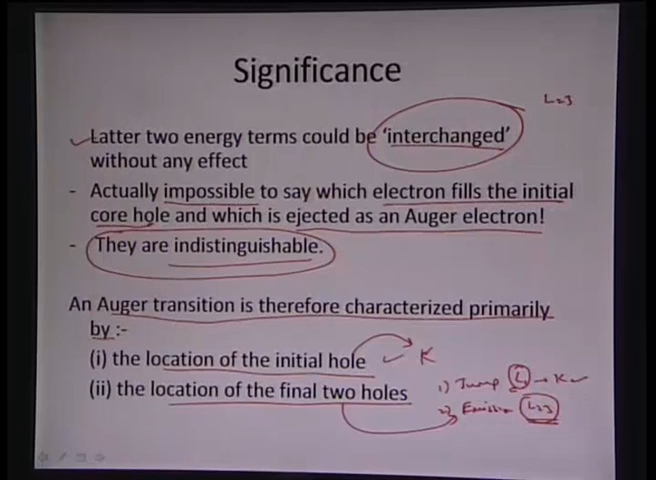 Significance
L23
Latter two energy terms could be ‘interchanged’
without any effect
- Actually impossible to say which electron fills the initial
core hole and which is ejected as an Auger electron!
- They are indistinguishable.
An Auger transition is therefore characterized primarily
by :-
(i) the location of the initial hole K
(ii) the location of the final two holes
1) Jump L1 → K
2) Emission L23